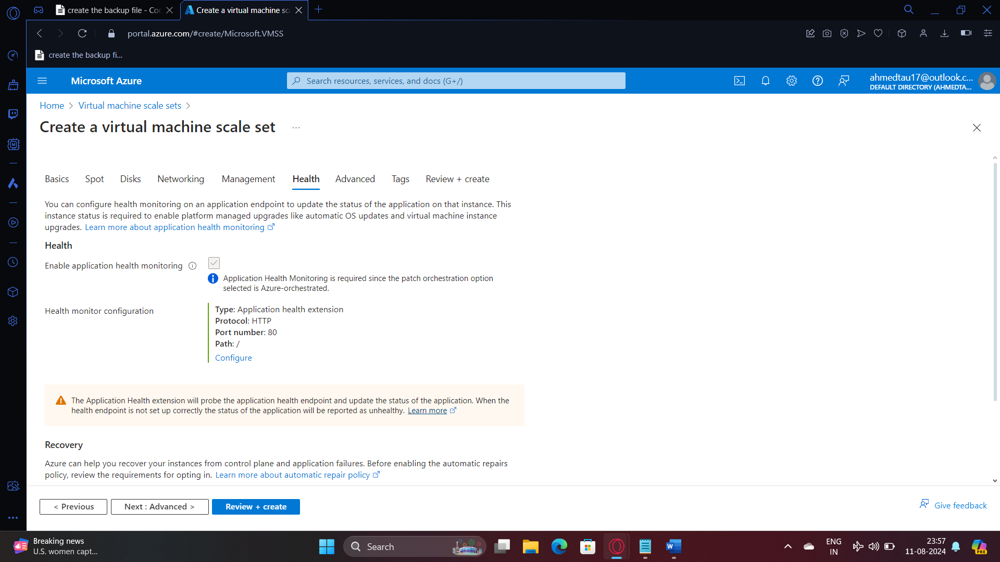 create the backup file - Coc
Create a virtual machine sc
portal.azure.com/#create/Microsoft.VMSS
create the backup fi...
Microsoft Azure
Search resources, services, and docs (G+/)
ahmedtau17@outlook.c...
DEFAULT DIRECTORY (AHMEDTA...
Home > Virtual machine scale sets >
Create a virtual machine scale set ...
Basics Spot Disks Networking Management Health Advanced Tags Review + create
You can configure health monitoring on an application endpoint to update the status of the application on that instance. This
instance status is required to enable platform managed upgrades like automatic OS updates and virtual machine instance
upgrades. Learn more about application health monitoring
Health
Enable application health monitoring
Application Health Monitoring is required since the patch orchestration option
selected is Azure-orchestrated.
Health monitor configuration
Type: Application health extension
Protocol: HTTP
Port number: 80
Path: /
Configure
The Application Health extension will probe the application health endpoint and update the status of the application. When the
health endpoint is not set up correctly the status of the application will be reported as unhealthy. Learn more
Recovery
Azure can help you recover your instances from control plane and application failures. Before enabling the automatic repairs
policy, review the requirements for opting in. Learn more about automatic repair policy
< Previous
Next : Advanced >
Review + create
Give feedback
Breaking news
U.S. women capt...
Search
ENG
IN
23:57
11-08-2024
PRE